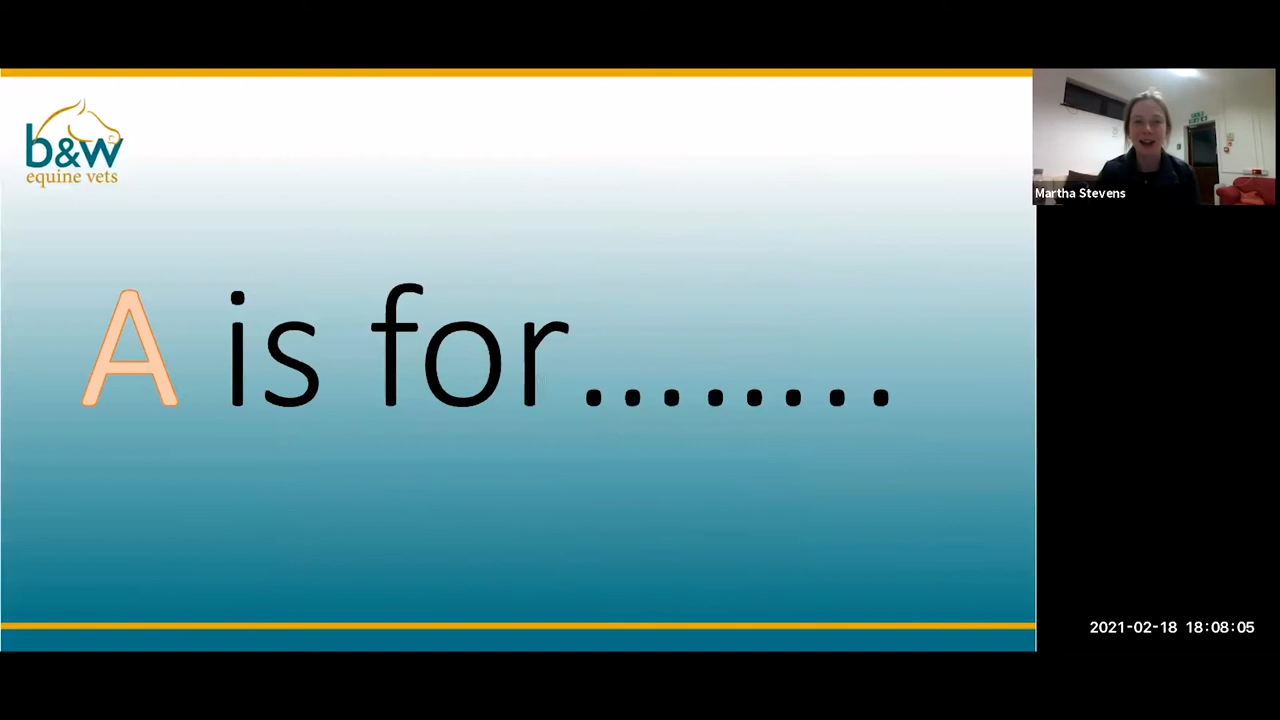 b&w
equine vets
A is for........
Martha Stevens
2021-02-18 18:08:05